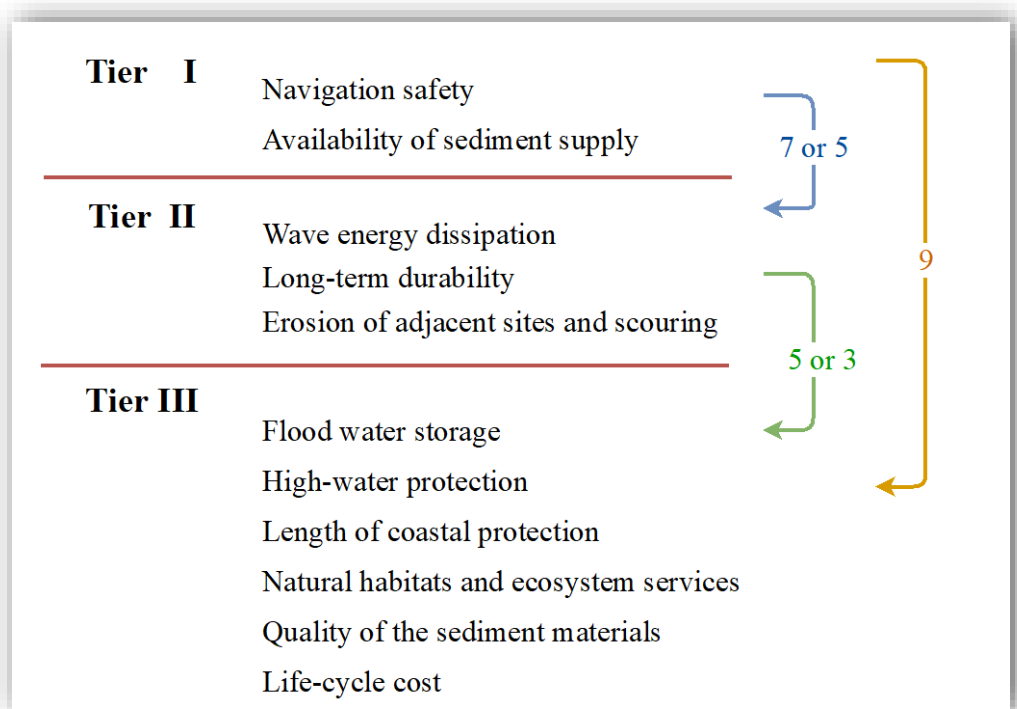 Tier I
Navigation safety
Availability of sediment supply
7 or 5
Tier II
Wave energy dissipation
9
Long-term durability
Erosion of adjacent sites and scouring
5 or 3
Tier III
Flood water storage
High-water protection
Length of coastal protection
Natural habitats and ecosystem services
Quality of the sediment materials
Life-cycle cost